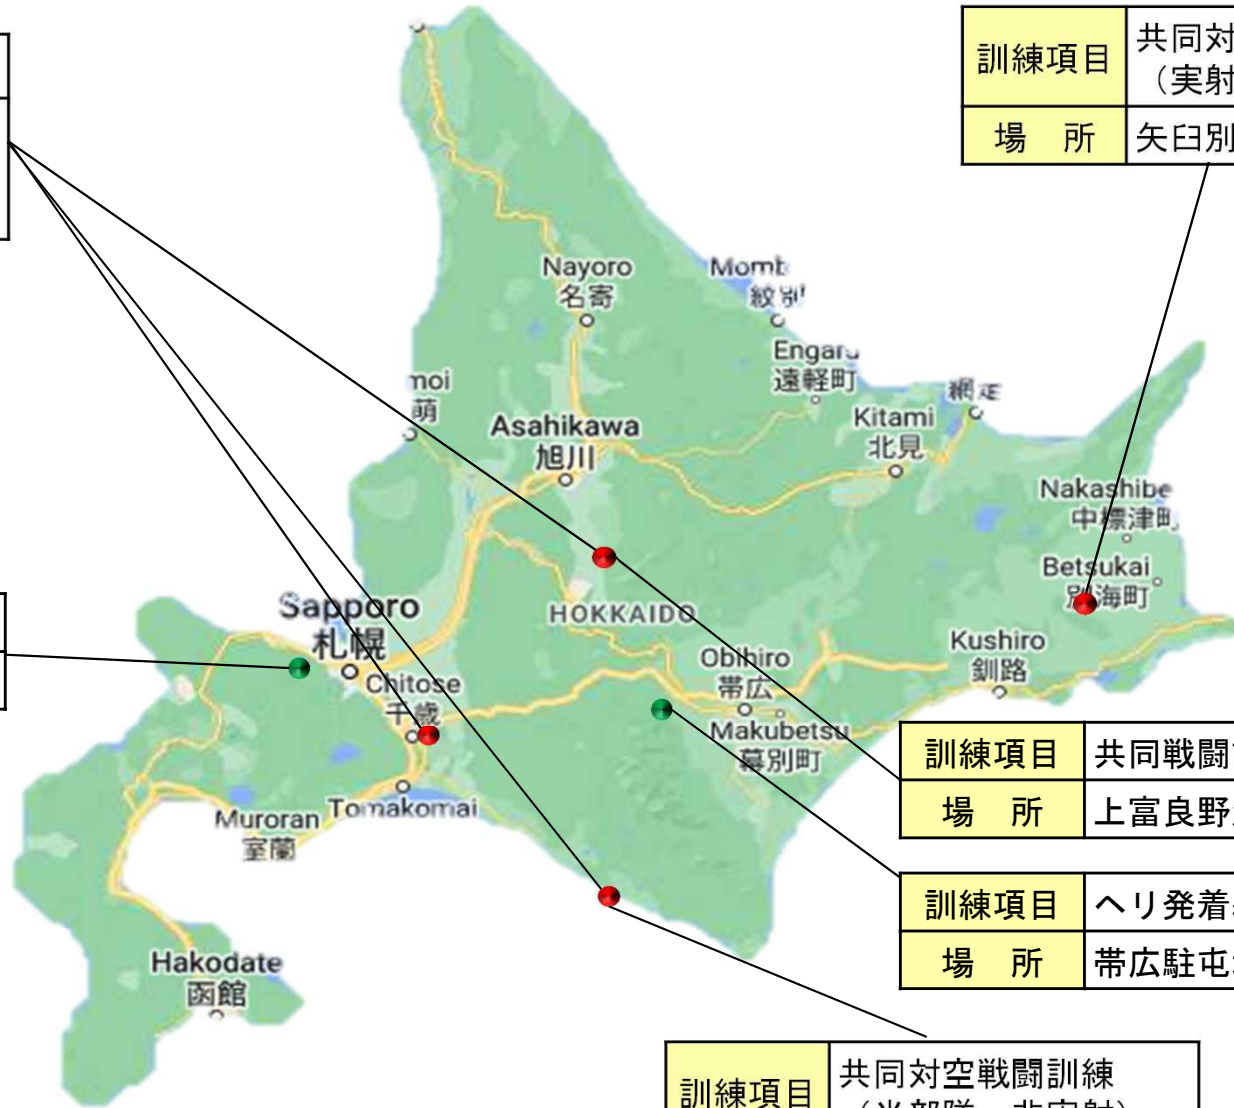 訓練項目
共同対
（実射
場 所
矢臼別
Nayoro
名寄
紋別
遠軽町
moi
萌
網走
Kitami
北見
Asahikawa
旭川
中標津町
Betsukai
別海町
HOKKAIDO
Sapporo
札幌
Kushiro
釧路
Obihiro
帯広
Chitose
千歳
Makubetsu
幕別町
訓練項目
共同戦闘
場 所
上富良野
Tomakomai
Muroran
室蘭
訓練項目
ヘリ発着
場 所
帯広駐屯
Hakodate
函館
訓練項目
共同対空戦闘訓練